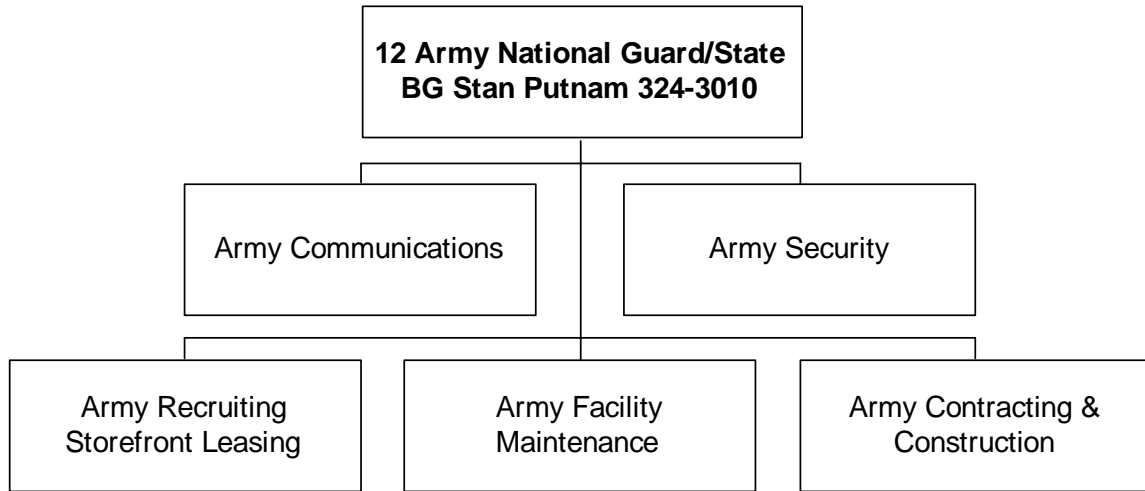 12 Army National Guard/State
BG Stan Putnam 324-3010
Army Communications
Army Security
Army Recruiting
Storefront Leasing
Army Facility
Maintenance
Army Contracting &
Construction